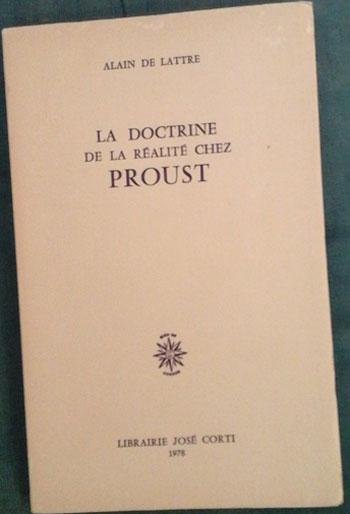 ALAIN DE LATTRE
LA DOCTRINE
DE LA RÉALITÉ CHEZ
PROUST
LIBRAIRIE JOSÉ CORTI
1978